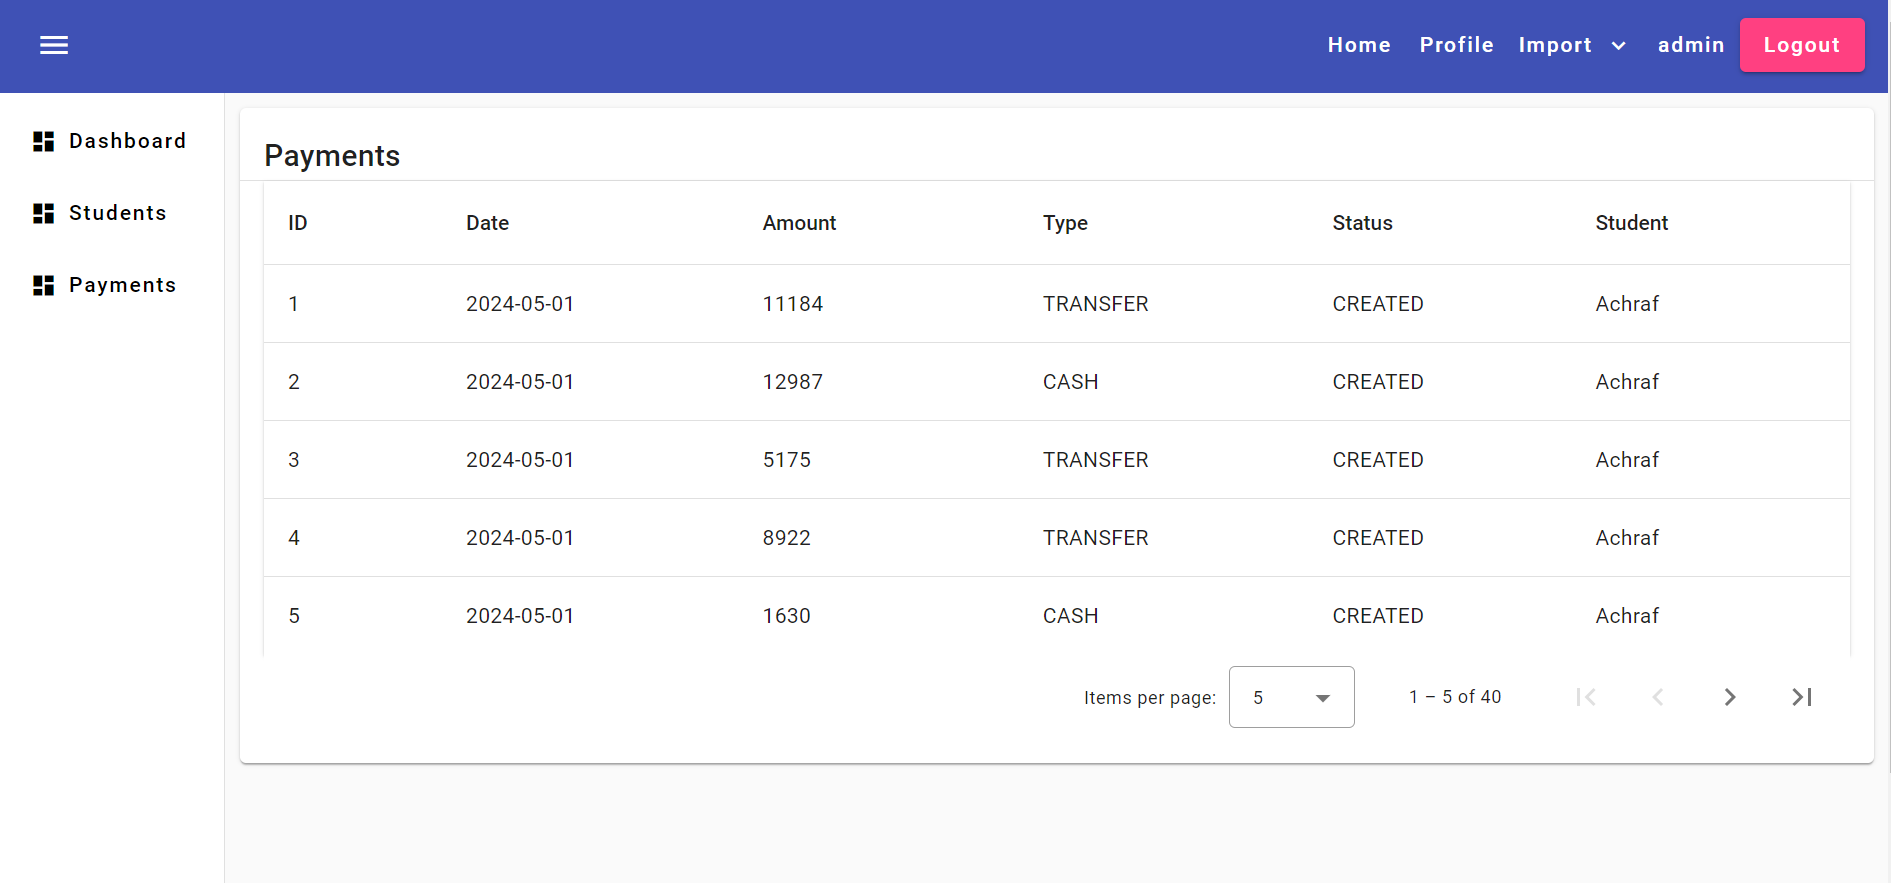 Home Profile Import admin Logout
Dashboard
Students
Payments
Payments
ID Date Amount Type Status Student
1 2024-05-01 11184 TRANSFER CREATED Achraf
2 2024-05-01 12987 CASH CREATED Achraf
3 2024-05-01 5175 TRANSFER CREATED Achraf
4 2024-05-01 8922 TRANSFER CREATED Achraf
5 2024-05-01 1630 CASH CREATED Achraf
Items per page: 5 1 – 5 of 40